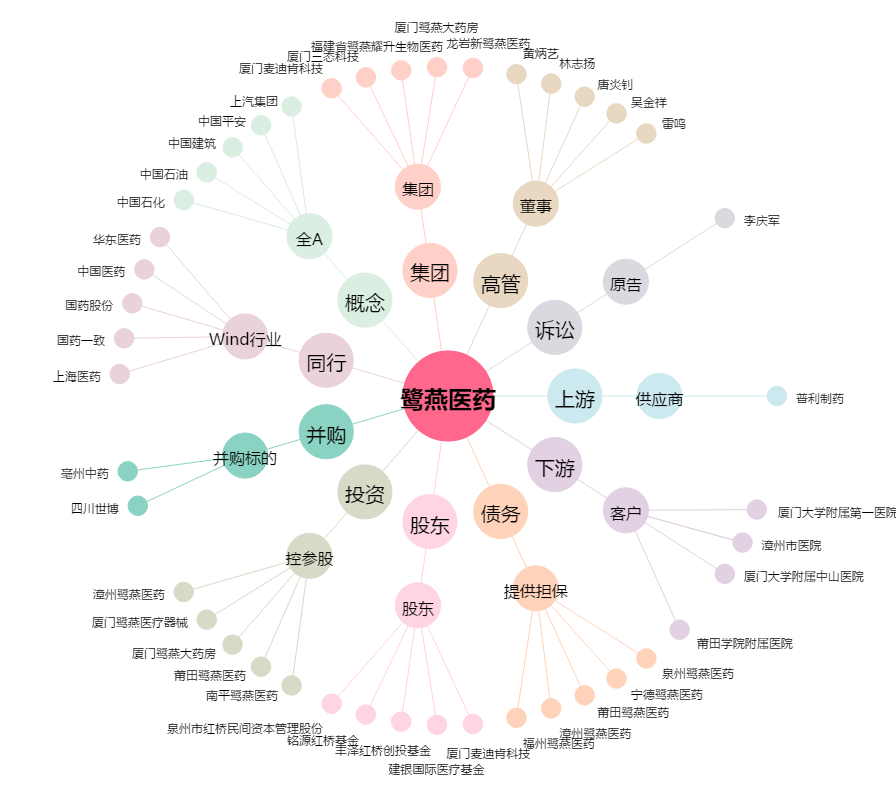 厦门鹭燕大药房
福建省鹭燕耀升生物医药
龙岩新鹭燕医药
厦门三态科技
厦门麦迪肯科技
黄炳艺
林志扬
唐炎钊
吴金祥
雷鸣
上汽集团
中国平安
中国建筑
中国石油
中国石化
集团
董事
全A
集团
高管
概念
李庆军
原告
诉讼
华东医药
中国医药
国药股份
国药一致
上海医药
Wind行业
同行
鹭燕医药
上游
供应商
普利制药
并购
并购标的
亳州中药
四川世博
下游
客户
厦门大学附属第一医院
漳州市医院
厦门大学附属中山医院
莆田学院附属医院
投资
控参股
漳州鹭燕医药
厦门鹭燕医疗器械
厦门鹭燕大药房
莆田鹭燕医药
南平鹭燕医药
股东
股东
泉州市红桥民间资本管理股份
铭源红桥基金
丰泽红桥创投基金
建银国际医疗基金
厦门麦迪肯科技
债务
提供担保
泉州鹭燕医药
宁德鹭燕医药
莆田鹭燕医药
漳州鹭燕医药
福州鹭燕医药